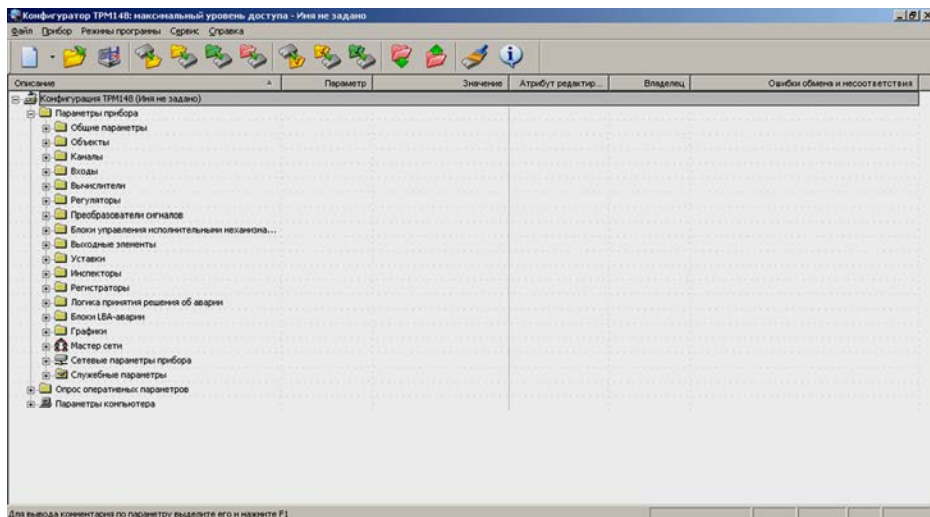 Конфигуратор ТРМ148: максимальный уровень доступа - Имя не задано
Файл Прибор Режимы программы Сервис Справка
Описание Параметр Значение Атрибут редактир... Владелец Ошибки обмена и несоответствия
Конфигурация ТРМ148 (Имя не задано)
Параметры прибора
Общие параметры
Объекты
Каналы
Входы
Вычислители
Регуляторы
Преобразователи сигналов
Блоки управления исполнительными механизма...
Выходные элементы
Уставки
Инспекторы
Регистраторы
Логика принятия решения об аварии
Блоки LBA-аварии
Графики
Мастер сети
Сетевые параметры прибора
Служебные параметры
Опрос оперативных параметров
Параметры компьютера
Для вывода комментария по параметру выделите его и нажмите F1